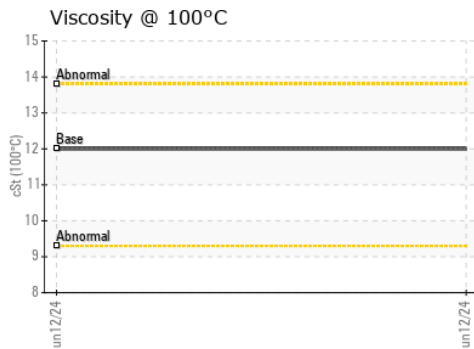 Viscosity @ 100°C
cSt (100°C)
15
14
13
12
11
10
9
8
Abnormal
Base
Abnormal
un12/24
un12/24